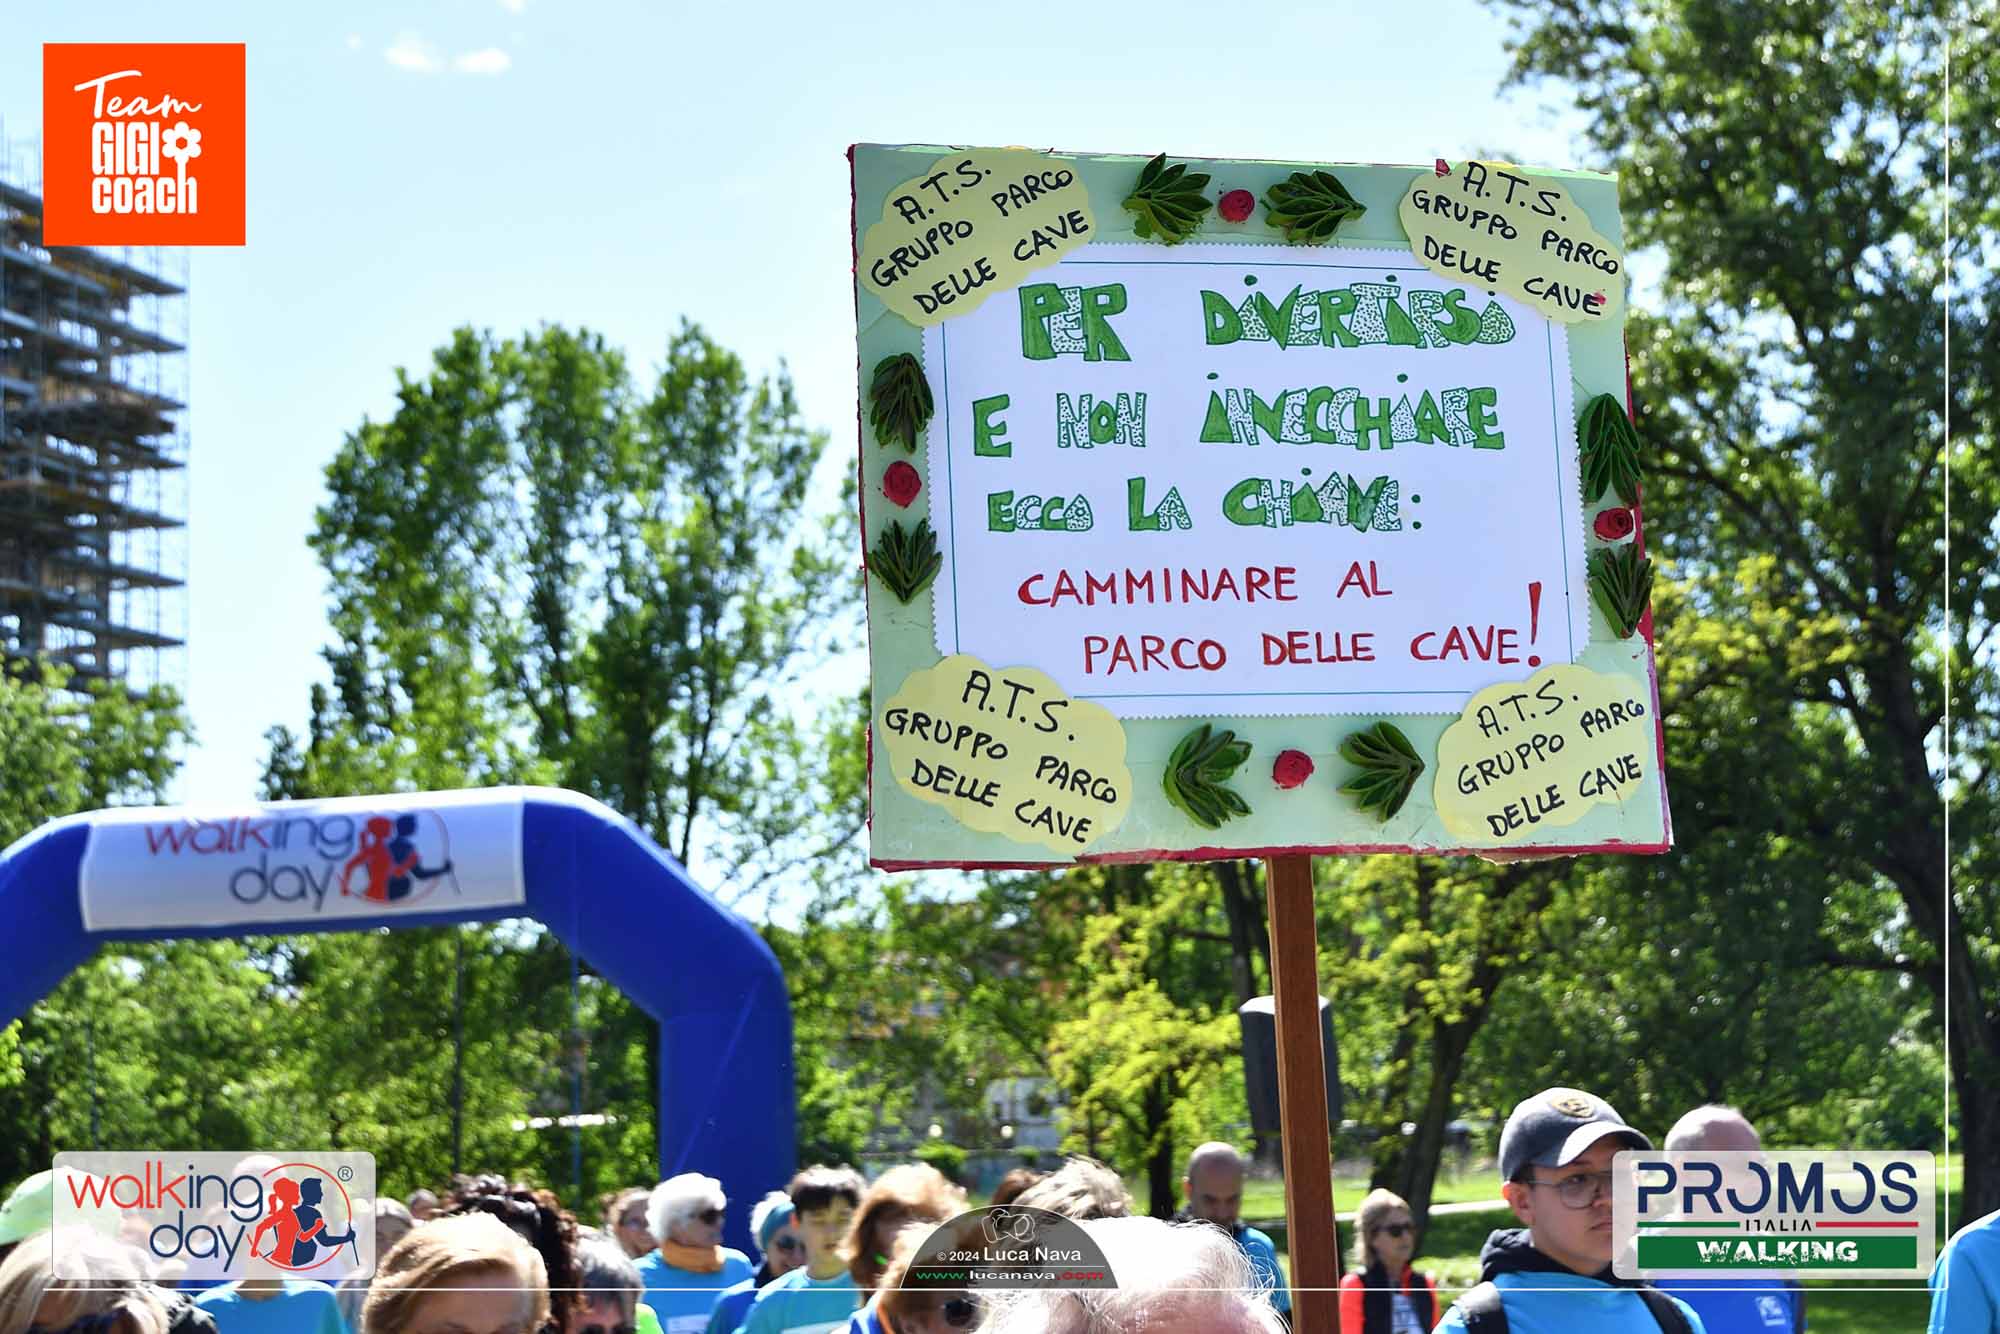 Team
GIGI
coach
A.T.S.
GRUPPO PARCO
DELLE CAVE
A.T.S.
GRUPPO PARCO
DELLE CAVE
PER DIVERTIRSI
E NON INVECCHIARE
ECCO LA CHIAVE:
CAMMINARE AL
PARCO DELLE CAVE!
A.T.S.
GRUPPO PARCO
DELLE CAVE
A.T.S.
GRUPPO PARCO
DELLE CAVE
walking
day
walking
day ®
© 2024 Luca Nava
www.lucanava.com
PROMOS
ITALIA
WALKING